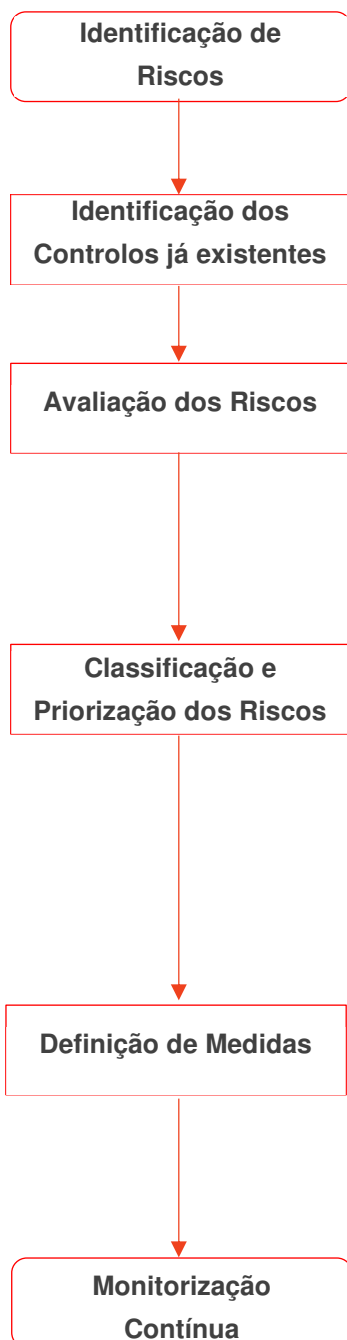 Identificação de
Riscos
Identificação dos
Controlos já existentes
Avaliação dos Riscos
Classificação e
Priorização dos Riscos
Definição de Medidas
Monitorização
Contínua